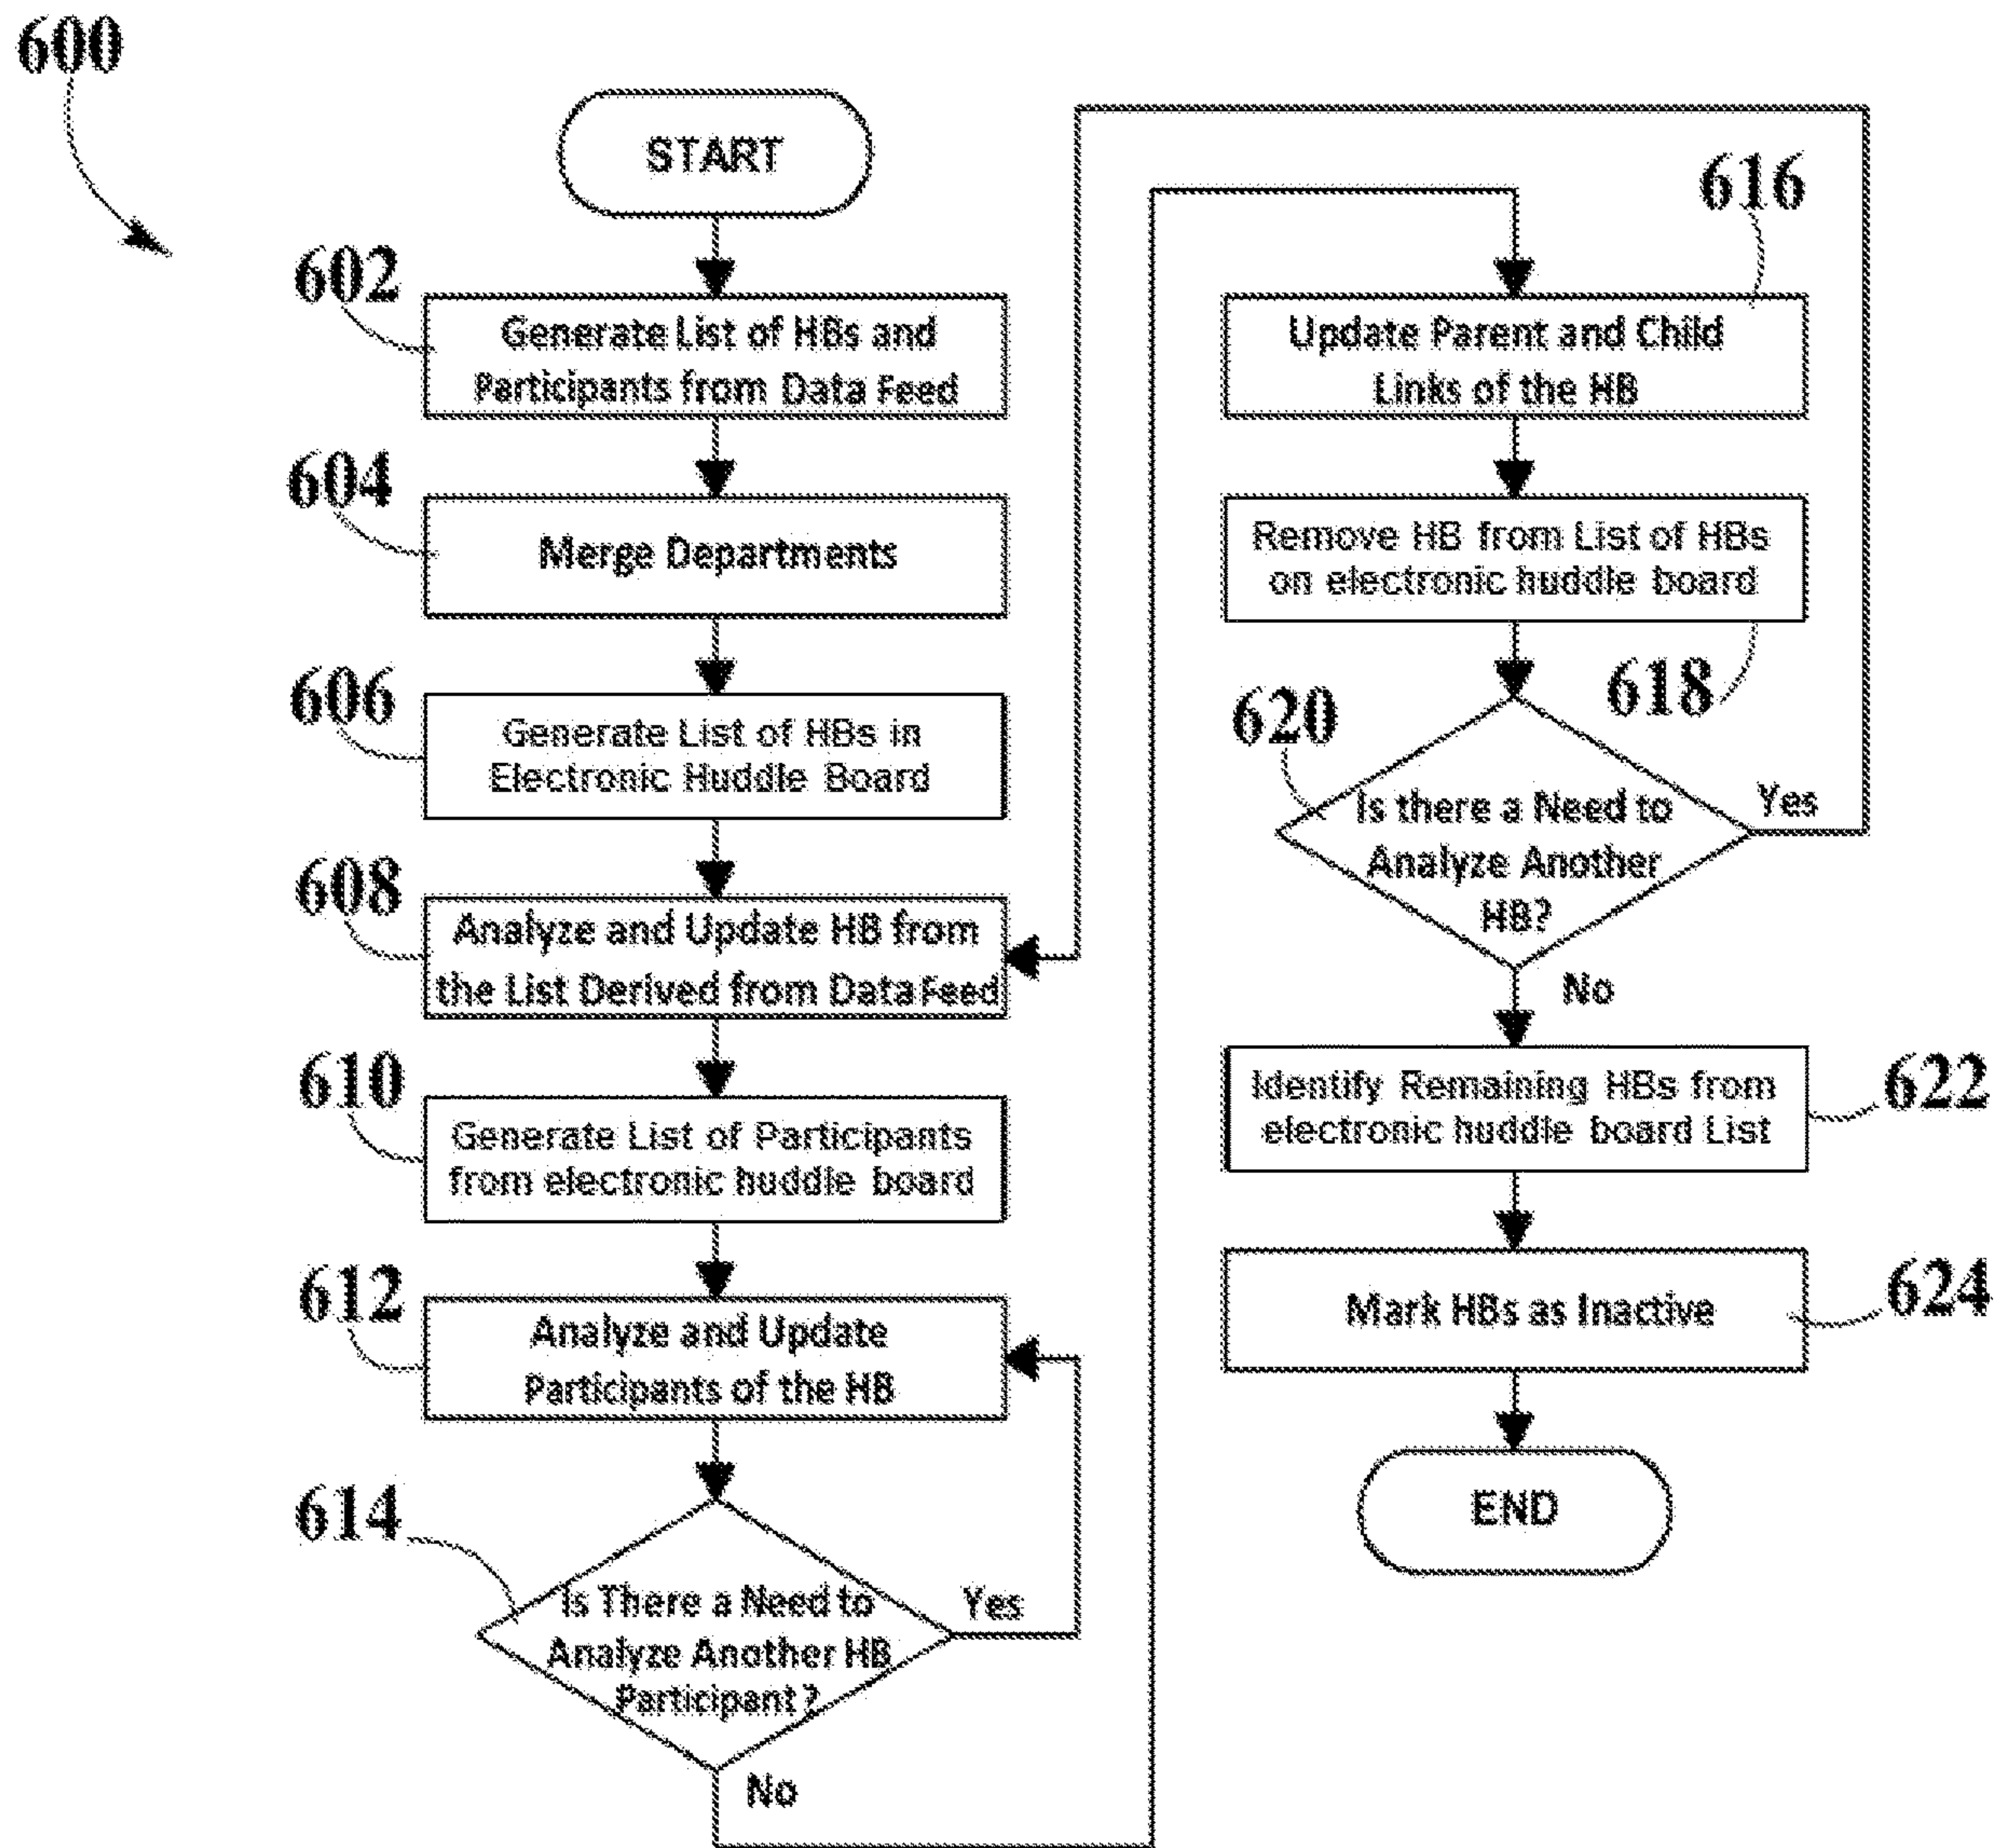 600
START
602
Generate List of HBs and
Participants from Data Feed
604
Merge Departments
606
Generate List of HBs in
Electronic Huddle Board
608
Analyze and Update HB from
the List Derived from Data Feed
610
Generate List of Participants
from electronic huddle board
612
Analyze and Update
Participants of the HB
614
Is There a Need to
Analyze Another HB
Participant?
Yes
No
616
Update Parent and Child
Links of the HB
Remove HB from List of HBs
on electronic huddle board
618
620
Is there a Need to
Analyze Another
HB?
Yes
No
Identify Remaining HBs from
electronic huddle board List
622
Mark HBs as Inactive
624
END